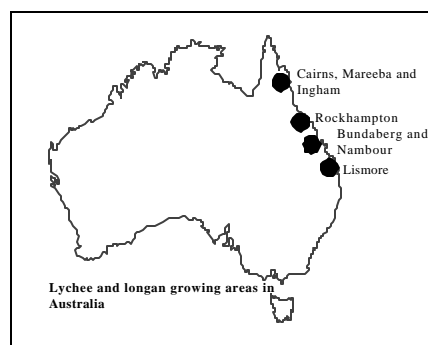 Cairns, Mareeba and
Ingham
Rockhampton
Bundaberg and
Nambour
Lismore
Lychee and longan growing areas in
Australia